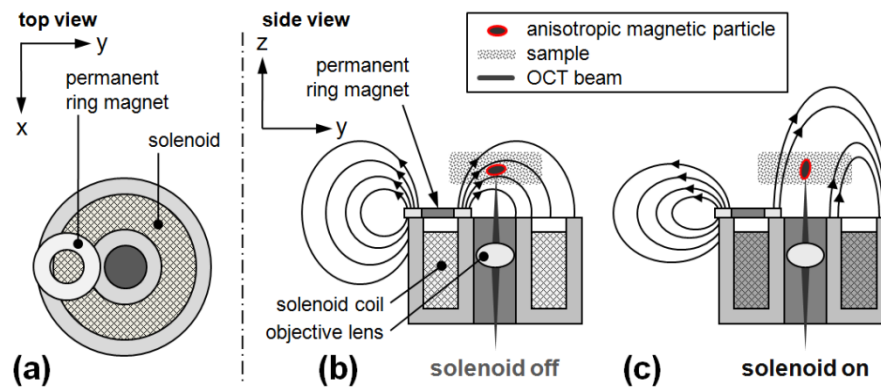 top view
y
x
permanent
ring magnet
solenoid
(a)
side view
z
y
permanent
ring magnet
solenoid coil
objective lens
(b)
solenoid off
anisotropic magnetic particle
sample
OCT beam
(c)
solenoid on